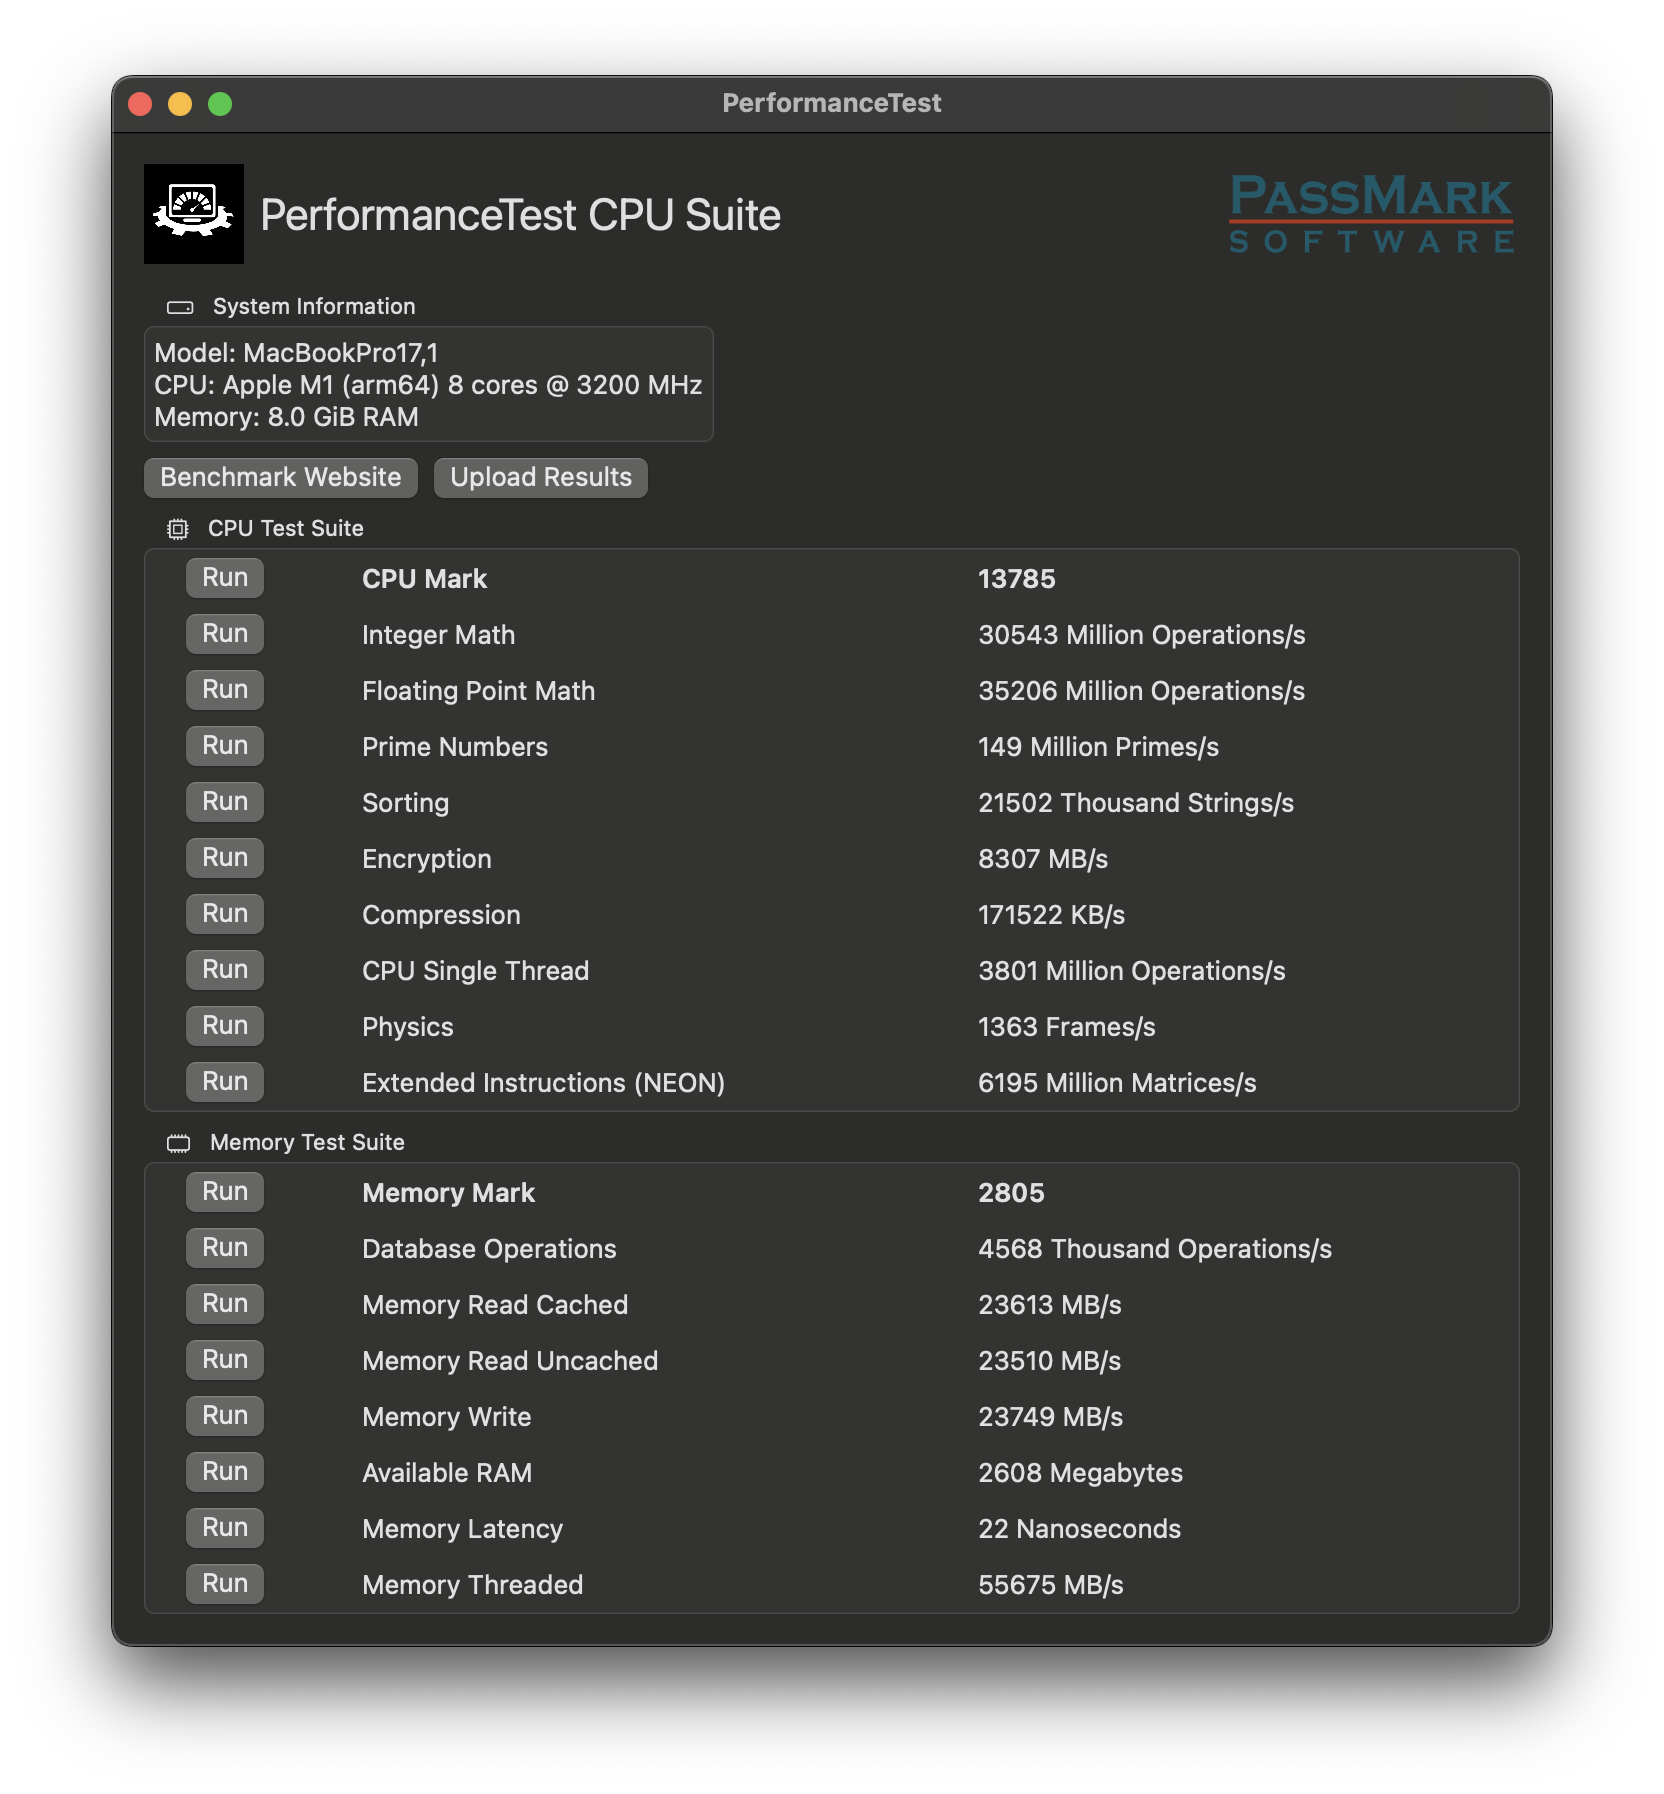 PerformanceTest
PerformanceTest CPU Suite
PASSMARK
SOFTWARE
System Information
Model: MacBookPro17,1
CPU: Apple M1 (arm64) 8 cores @ 3200 MHz
Memory: 8.0 GiB RAM
Benchmark Website Upload Results
CPU Test Suite
Run CPU Mark 13785
Run Integer Math 30543 Million Operations/s
Run Floating Point Math 35206 Million Operations/s
Run Prime Numbers 149 Million Primes/s
Run Sorting 21502 Thousand Strings/s
Run Encryption 8307 MB/s
Run Compression 171522 KB/s
Run CPU Single Thread 3801 Million Operations/s
Run Physics 1363 Frames/s
Run Extended Instructions (NEON) 6195 Million Matrices/s
Memory Test Suite
Run Memory Mark 2805
Run Database Operations 4568 Thousand Operations/s
Run Memory Read Cached 23613 MB/s
Run Memory Read Uncached 23510 MB/s
Run Memory Write 23749 MB/s
Run Available RAM 2608 Megabytes
Run Memory Latency 22 Nanoseconds
Run Memory Threaded 55675 MB/s